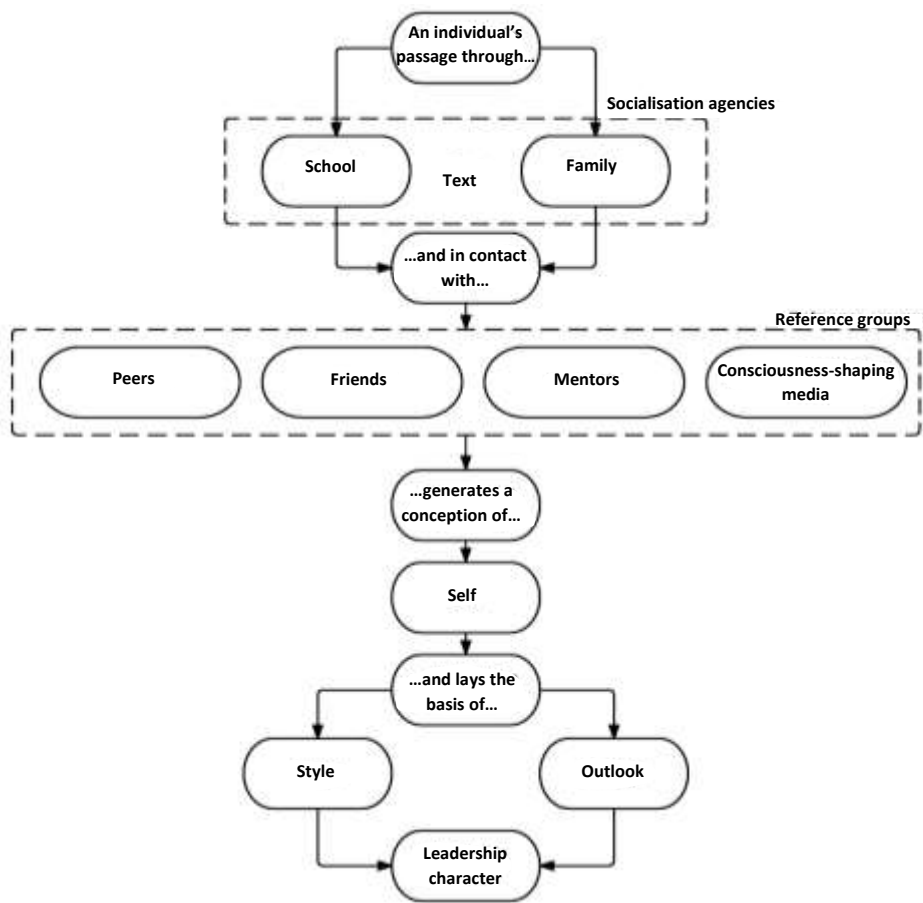 An individual’s
passage through…
Socialisation agencies
School
Text
Family
…and in contact
with…
Reference groups
Peers
Friends
Mentors
Consciousness-shaping
media
…generates a
conception of…
Self
…and lays the
basis of…
Style
Outlook
Leadership
character